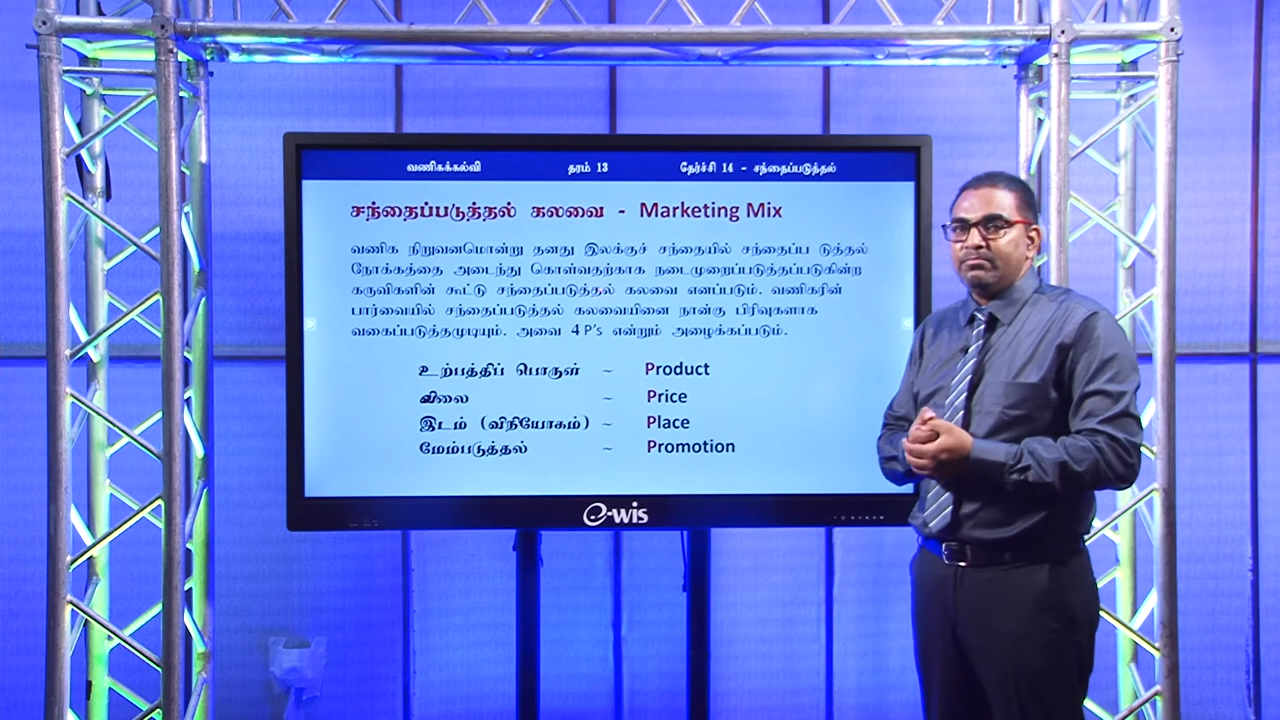 வணிகக்கல்வி தரம் 13 தேர்ச்சி 14 - சந்தைப்படுத்தல்
சந்தைப்படுத்தல் கலவை - Marketing Mix
வணிக நிறுவனமொன்று தனது இலக்குச் சந்தையில் சந்தைப்ப டுத்தல்
நோக்கத்தை அடைந்து கொள்வதற்காக நடைமுறைப்படுத்தப்படுகின்ற
கருவிகளின் கூட்டு சந்தைப்படுத்தல் கலவை எனப்படும். வணிகரின்
பார்வையில் சந்தைப்படுத்தல் கலவையினை நான்கு பிரிவுகளாக
வகைப்படுத்தமுடியும். அவை 4 P's என்றும் அழைக்கப்படும்.
உற்பத்திப் பொருள் ~ Product
விலை ~ Price
இடம் (விநியோகம்) ~ Place
மேம்படுத்தல் ~ Promotion
e-wis